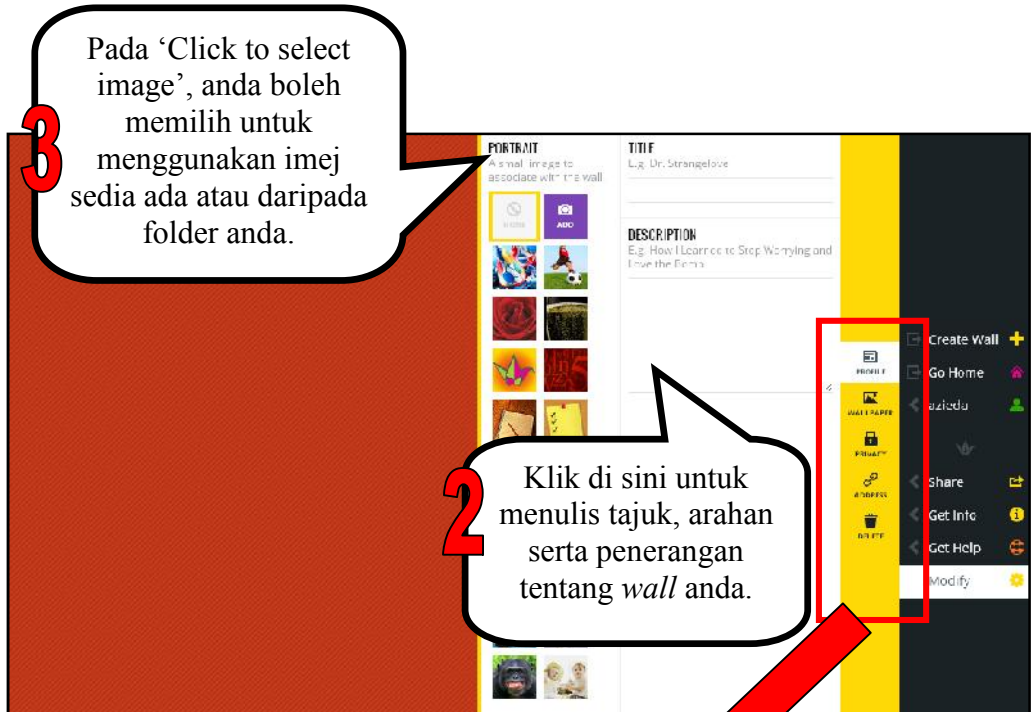 3
Pada ‘Click to select
image’, anda boleh
memilih untuk
menggunakan imej
sedia ada atau daripada
folder anda.
PORTRAIT
A small image to
associate with the wall
ADD
TITLE
E.g. Dr. Strangelove
DESCRIPTION
E.g. How I Learned to Stop Worrying and
Love the Bomb
2
Klik di sini untuk
menulis tajuk, arahan
serta penerangan
tentang wall anda.
PROFILE
WALLPAPER
PRIVACY
ADDRESS
DELETE
Create Wall
Go Home
azieda
Share
Get Info
Get Help
Modify